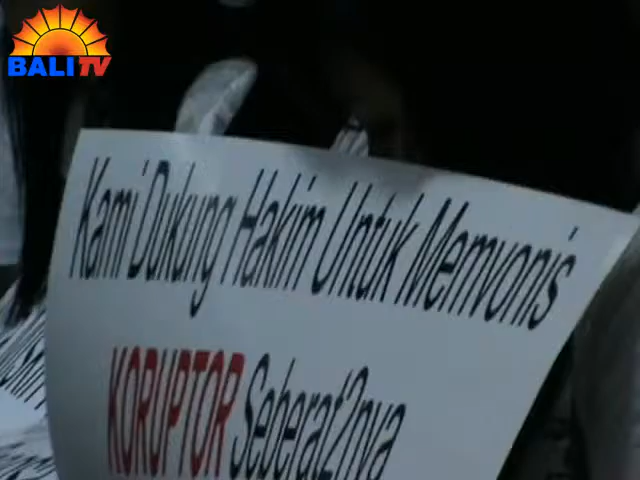 BALI TV
Kami Dukung Hakim Untuk Memvonis
KORUPTOR Seberat2nya